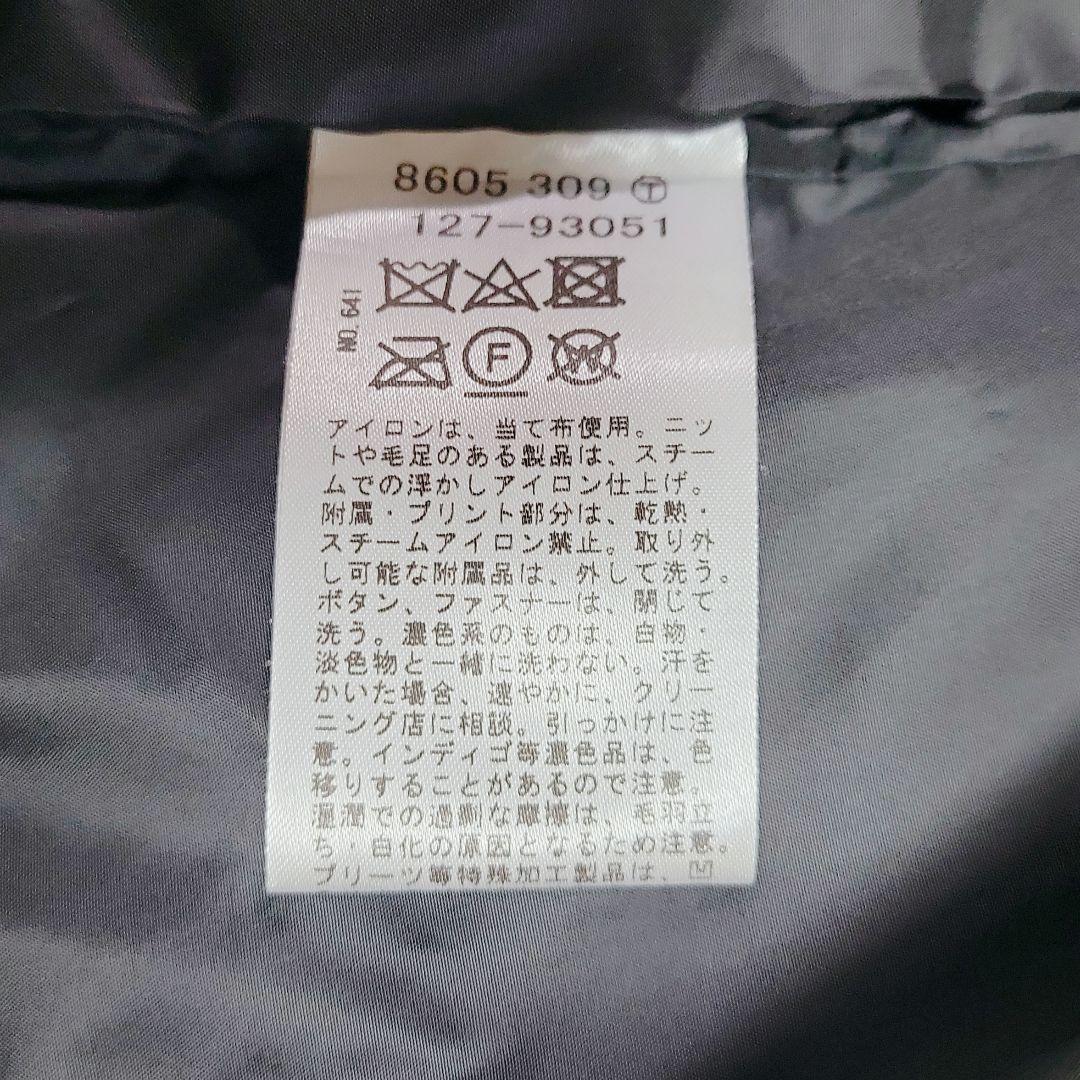 8605 309 Ⓣ
127-93051
NO. 641
F
W
アイロンは、当て布使用。ニッ
トや毛足のある製品は、スチー
ムでの浮かしアイロン仕上げ。
附属・プリント部分は、乾熱・
スチームアイロン禁止。取り外
し可能な附属品は、外して洗う。
ボタン、ファスナーは、閉じて
洗う。濃色系のものは、白物・
淡色物と一緒に洗わない。汗を
かいた場合、速やかに、クリー
ニング店に相談。引っかけに注
意。インディゴ等濃色品は、色
移りすることがあるので注意。
湿潤での過剰な摩擦は、毛羽立
ち・白化の原因となるため注意。
プリーツ等特殊加工製品は、